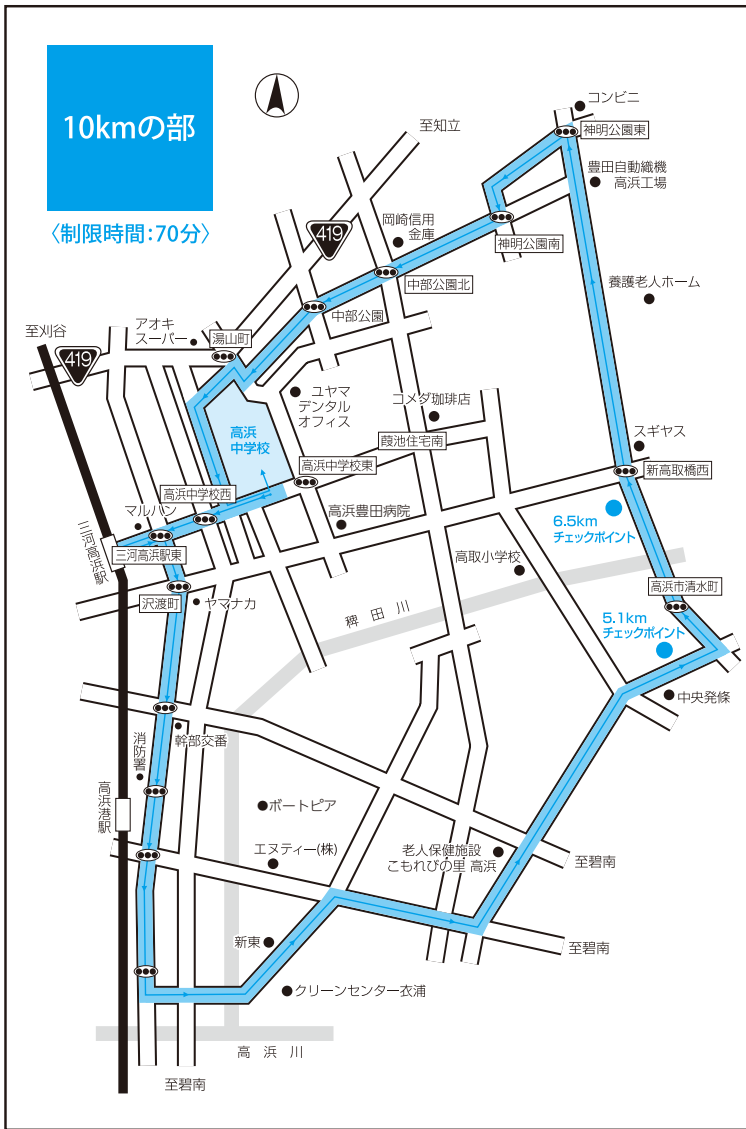 10kmの部
〈制限時間：70分〉
コンビニ
神明公園東
至知立
豊田自動織機
高浜工場
岡崎信用
金庫
419
神明公園南
中部公園北
養護老人ホーム
中部公園
至刈谷
アオキ
スーパー
湯山町
419
ユヤマ
デンタル
オフィス
コメダ珈琲店
高浜
中学校
葭池住宅南
スギヤス
高浜中学校東
新高取橋西
高浜中学校西
マルハン
高浜豊田病院
6.5km
チェックポイント
三河高浜駅
三河高浜駅東
高取小学校
高浜市清水町
沢渡町
ヤマナカ
稗田川
5.1km
チェックポイント
中央発條
消防署
幹部交番
高浜港駅
ボートピア
エヌティー(株)
老人保健施設
こもれびの里 高浜
至碧南
新東
至碧南
クリーンセンター衣浦
高浜川
至碧南